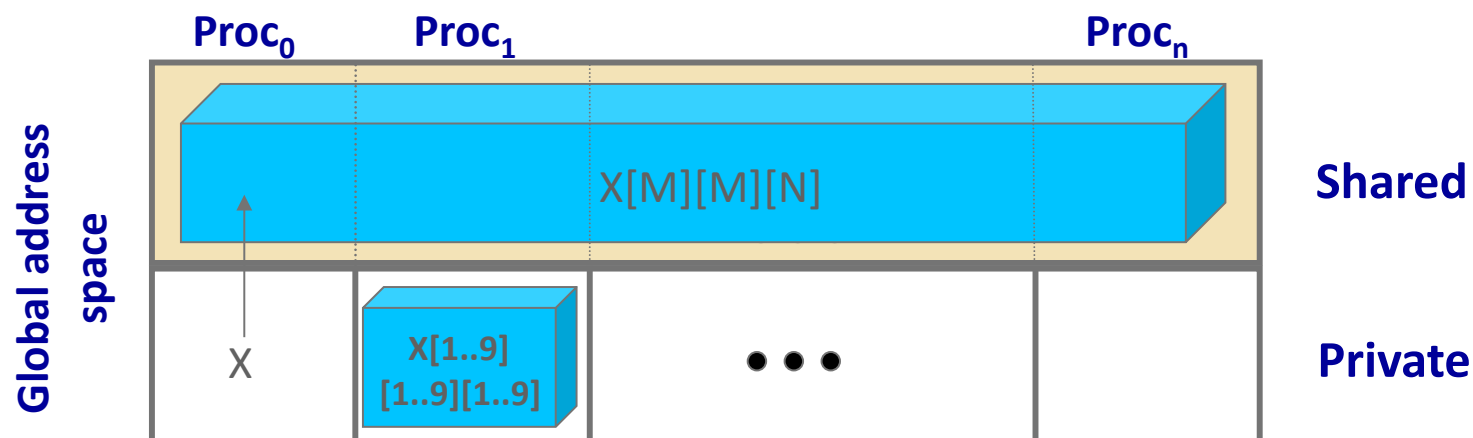 Proc₀ Proc₁ Procₙ
Global address
space
X[M][M][N]
Shared
X
X[1..9]
[1..9][1..9]
Private